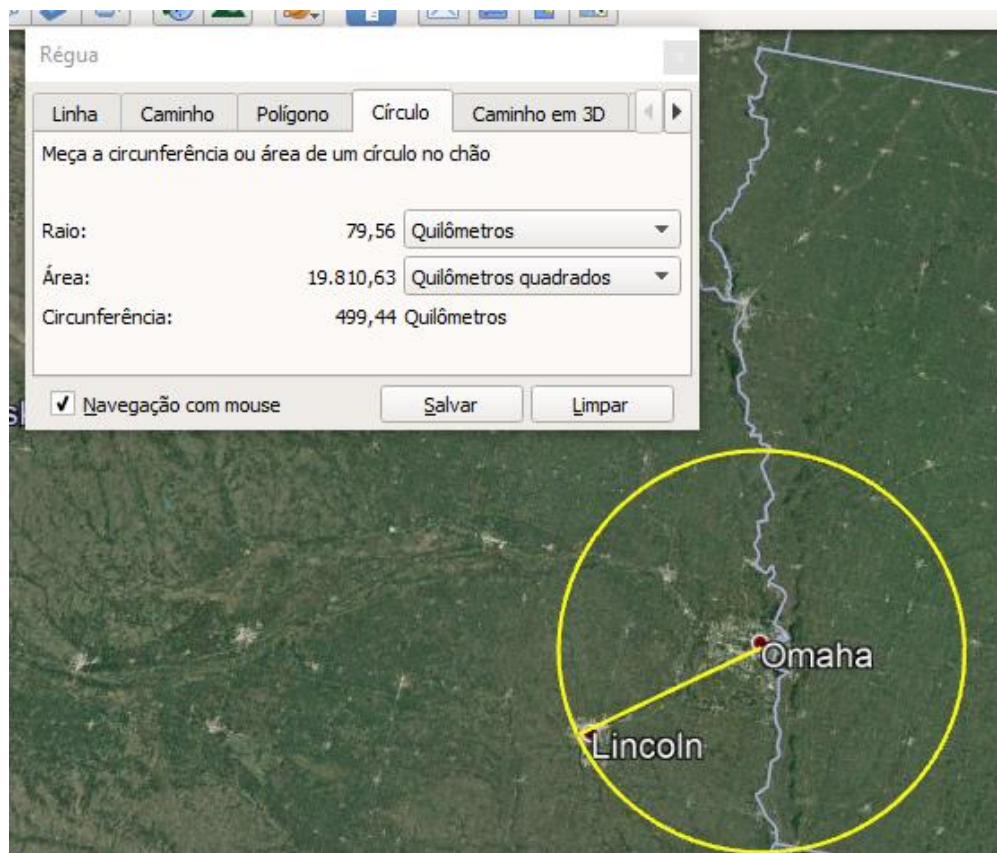 Régua
Linha Caminho Polígono Círculo Caminho em 3D
Meça a circunferência ou área de um círculo no chão
Raio: 79,56 Quilômetros
Área: 19.810,63 Quilômetros quadrados
Circunferência: 499,44 Quilômetros
Navegação com mouse Salvar Limpar
Omaha
Lincoln